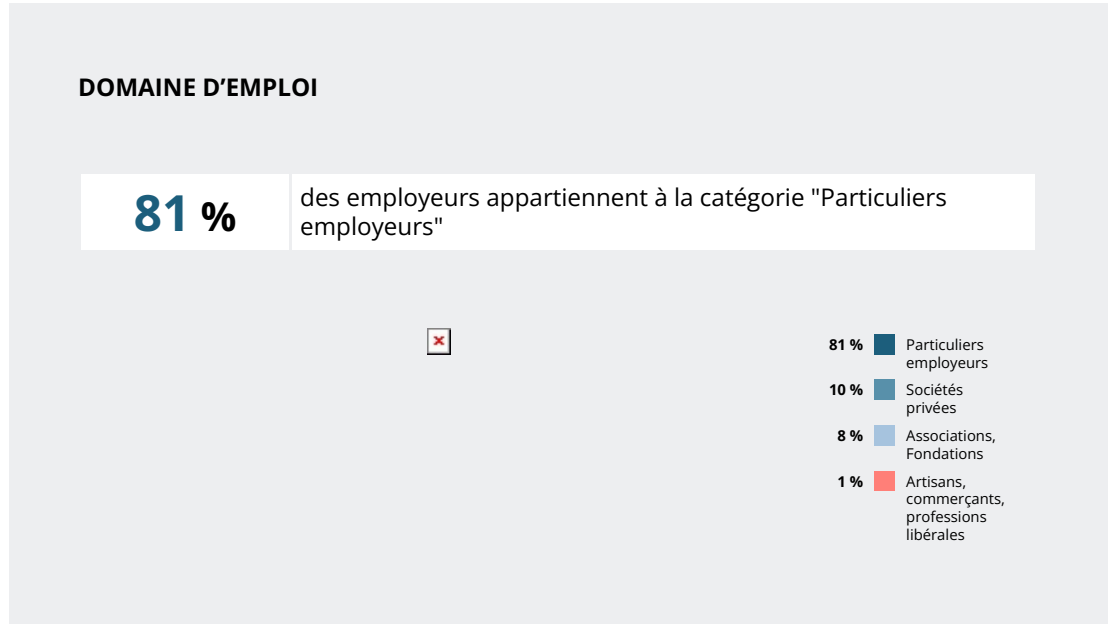 DOMAINE D’EMPLOI
81 %
des employeurs appartiennent à la catégorie "Particuliers
employeurs"
81 %
Particuliers
employeurs
10 %
Sociétés
privées
8 %
Associations,
Fondations
1 %
Artisans,
commerçants,
professions
libérales